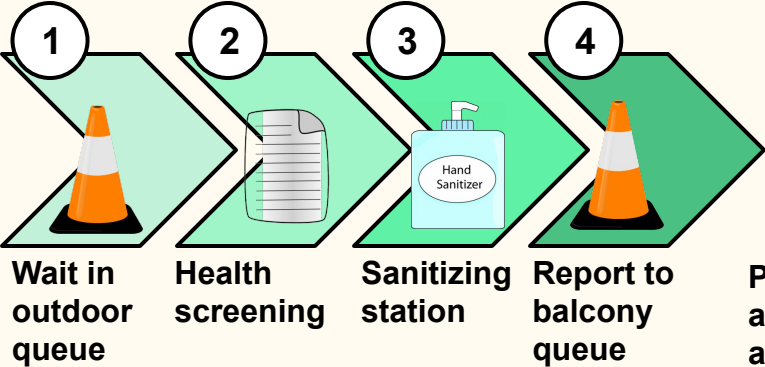 1
2
3
4
Hand
Sanitizer
Wait in
outdoor
queue
Health
screening
Sanitizing
station
Report to
balcony
queue